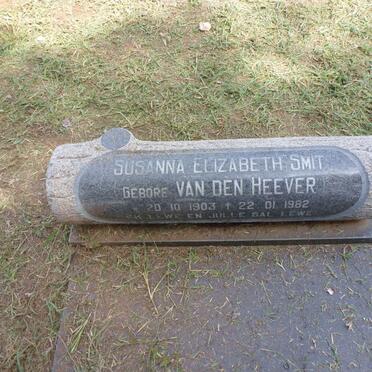 SUSANNA ELIZABETH SMIT
GEBORE VAN DEN HEEVER
* 20 10 1903 † 22 01 1982
EK LEWE EN JULLE SAL LEWE